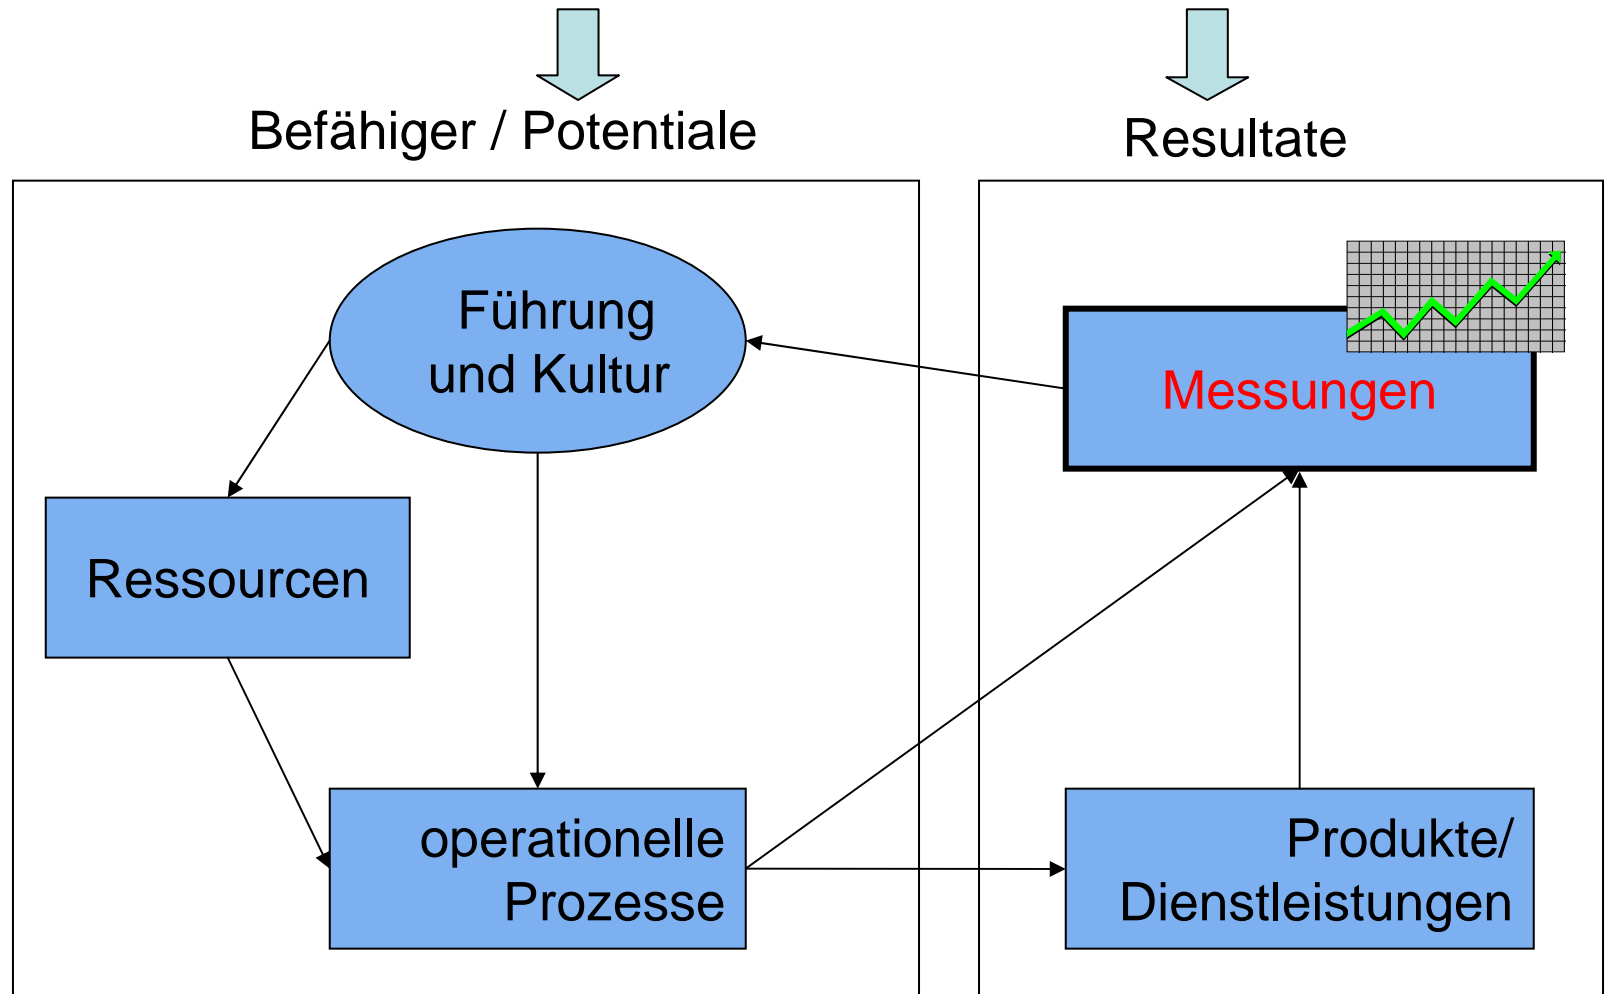 Befähiger / Potentiale
Resultate
Führung
und Kultur
Messungen
Ressourcen
operationelle
Prozesse
Produkte/
Dienstleistungen